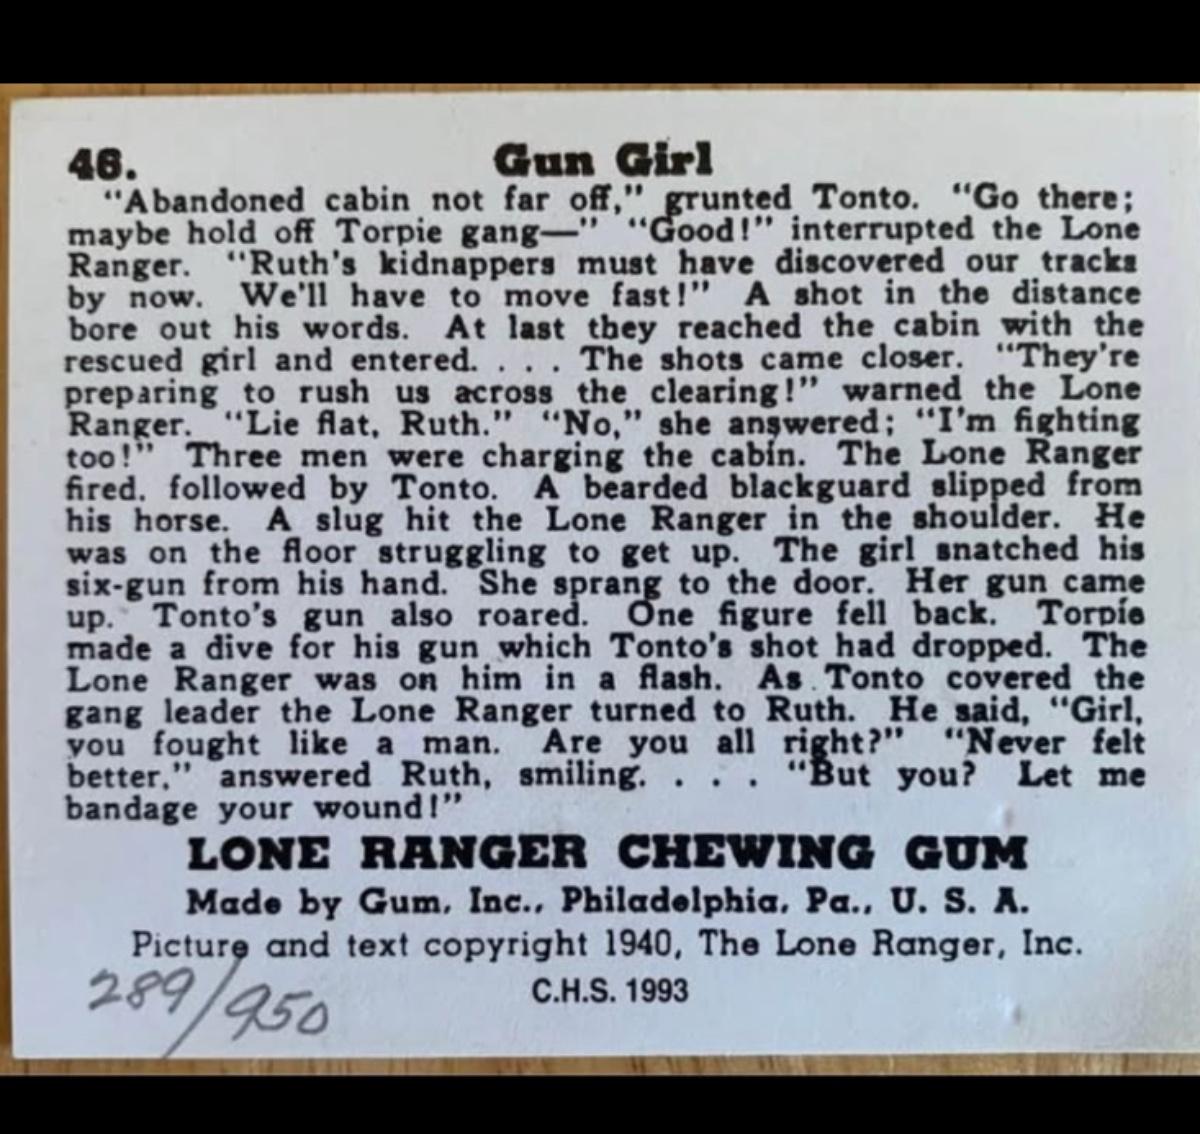 46. Gun Girl
"Abandoned cabin not far off," grunted Tonto. "Go there;
maybe hold off Torpie gang—" "Good!" interrupted the Lone
Ranger. "Ruth's kidnappers must have discovered our tracks
by now. We'll have to move fast!" A shot in the distance
bore out his words. At last they reached the cabin with the
rescued girl and entered. . . . The shots came closer. "They're
preparing to rush us across the clearing!" warned the Lone
Ranger. "Lie flat, Ruth." "No," she answered; "I'm fighting
too!" Three men were charging the cabin. The Lone Ranger
fired, followed by Tonto. A bearded blackguard slipped from
his horse. A slug hit the Lone Ranger in the shoulder. He
was on the floor struggling to get up. The girl snatched his
six-gun from his hand. She sprang to the door. Her gun came
up. Tonto's gun also roared. One figure fell back. Torpie
made a dive for his gun which Tonto's shot had dropped. The
Lone Ranger was on him in a flash. As Tonto covered the
gang leader the Lone Ranger turned to Ruth. He said, "Girl,
you fought like a man. Are you all right?" "Never felt
better," answered Ruth, smiling. . . . "But you? Let me
bandage your wound!"
LONE RANGER CHEWING GUM
Made by Gum, Inc., Philadelphia, Pa., U. S. A.
Picture and text copyright 1940, The Lone Ranger, Inc.
C.H.S. 1993
289/950